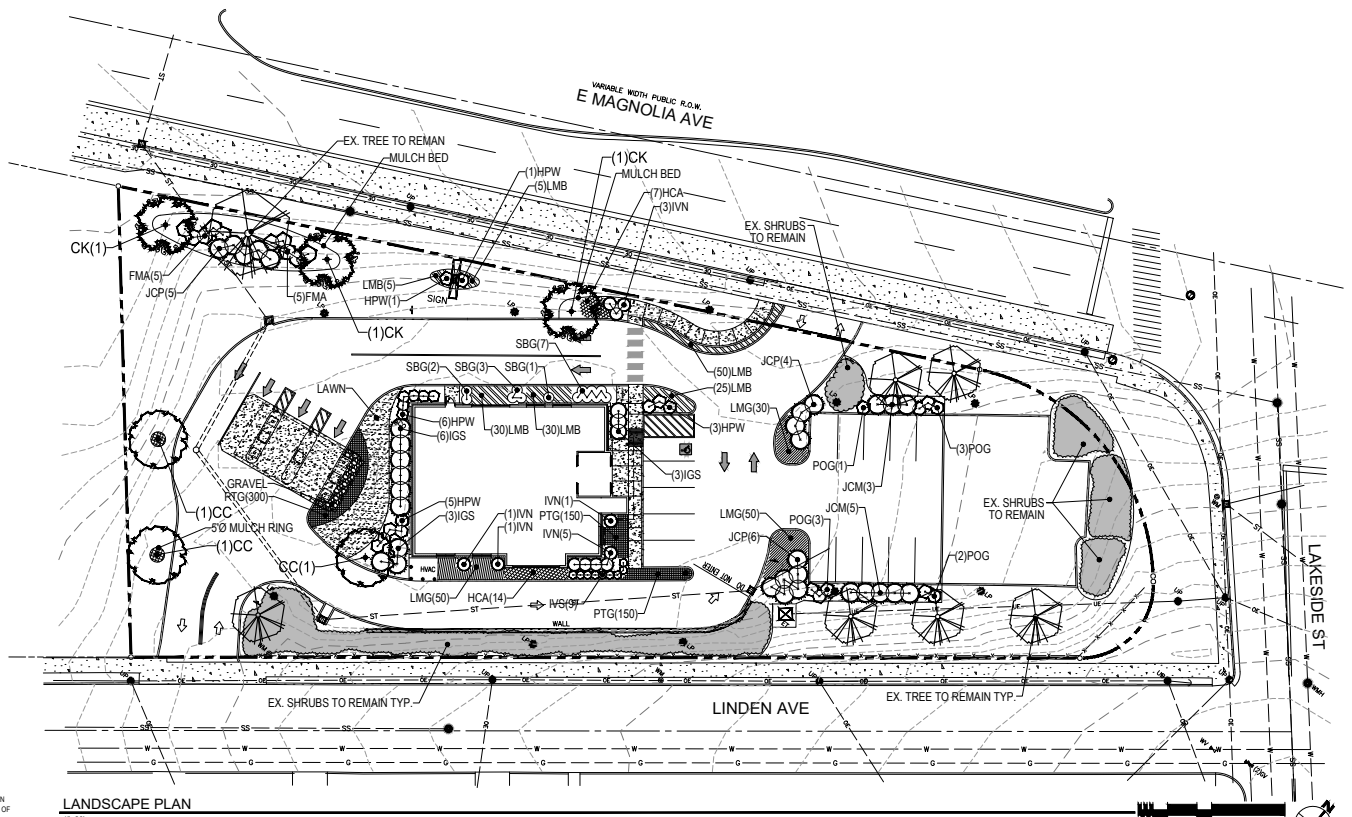 VARIABLE WIDTH PUBLIC R.O.W.
E MAGNOLIA AVE
EX. TREE TO REMAN
MULCH BED
(1)HPW
(5)LMB
(1)CK
MULCH BED
(7)HCA
(3)IVN
EX. SHRUBS
TO REMAIN
CK(1)
FMA(5)
JCP(5)
(5)FMA
(1)CK
LMB(5)
HPW(1)
SIGN
SBG(7)
SBG(2)
SBG(3)
SBG(1)
(50)LMB
(25)LMB
JCP(4)
LAWN
LMG(30)
(6)HPW
(6)IGS
(30)LMB
(30)LMB
(3)HPW
(3)IGS
POG(1)
(3)POG
JCM(3)
GRAVEL
PTG(300)
(1)CC
5'Ø MULCH RING
(1)CC
CC(1)
(5)HPW
(3)IGS
(1)IVN
(1)IVN
IVN(1)
PTG(150)
IVN(5)
LMG(50)
JCP(6)
POG(3)
JCM(5)
(2)POG
EX. SHRUBS
TO REMAIN
HVAC
LMG(50)
HCA(14)
IVS(9)
PTG(150)
DO NOT ENTER
WALL
EX. SHRUBS TO REMAIN TYP.
EX. TREE TO REMAIN TYP.
LINDEN AVE
LAKESIDE ST
LANDSCAPE PLAN
N